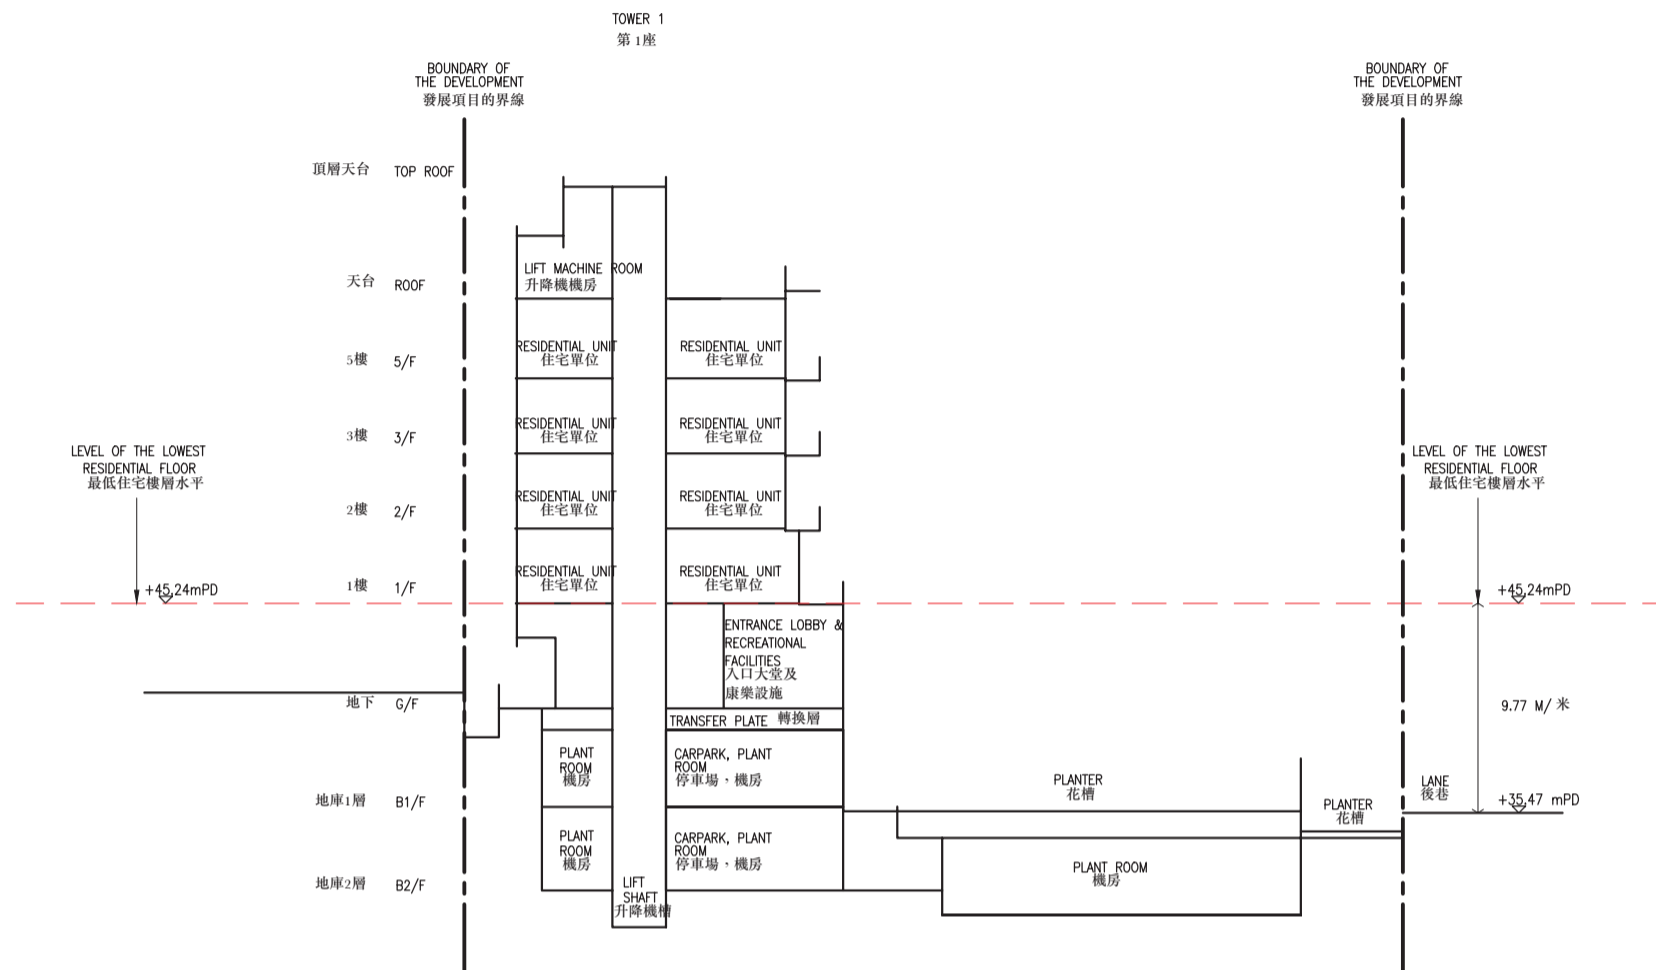 TOWER 1
第 1座
BOUNDARY OF
THE DEVELOPMENT
發展項目的界線
BOUNDARY OF
THE DEVELOPMENT
發展項目的界線
頂層天台 TOP ROOF
LIFT MACHINE ROOM
升降機機房
天台 ROOF
RESIDENTIAL UNIT
住宅單位
RESIDENTIAL UNIT
住宅單位
5樓 5/F
RESIDENTIAL UNIT
住宅單位
RESIDENTIAL UNIT
住宅單位
3樓 3/F
LEVEL OF THE LOWEST
RESIDENTIAL FLOOR
最低住宅樓層水平
LEVEL OF THE LOWEST
RESIDENTIAL FLOOR
最低住宅樓層水平
RESIDENTIAL UNIT
住宅單位
RESIDENTIAL UNIT
住宅單位
2樓 2/F
RESIDENTIAL UNIT
住宅單位
RESIDENTIAL UNIT
住宅單位
1樓 1/F
+45.24mPD
+45.24mPD
ENTRANCE LOBBY &
RECREATIONAL
FACILITIES
入口大堂及
康樂設施
地下 G/F
9.77 M/ 米
TRANSFER PLATE 轉換層
PLANT
ROOM
機房
CARPARK, PLANT
ROOM
停車場、機房
PLANTER
花槽
LANE
後巷
地庫1層 B1/F
PLANTER
花槽
+35.47 mPD
PLANT
ROOM
機房
CARPARK, PLANT
ROOM
停車場、機房
PLANT ROOM
機房
地庫2層 B2/F
LIFT
SHAFT
升降機槽